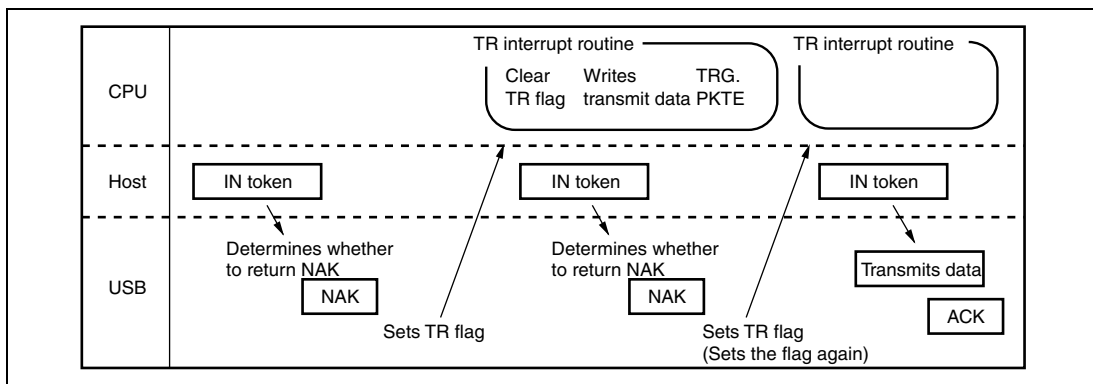 CPU
TR interrupt routine
Clear Writes TRG.
TR flag transmit data PKTE
TR interrupt routine
Host
IN token
IN token
IN token
USB
Determines whether
to return NAK
NAK
Sets TR flag
Determines whether
to return NAK
NAK
Sets TR flag
(Sets the flag again)
Transmits data
ACK